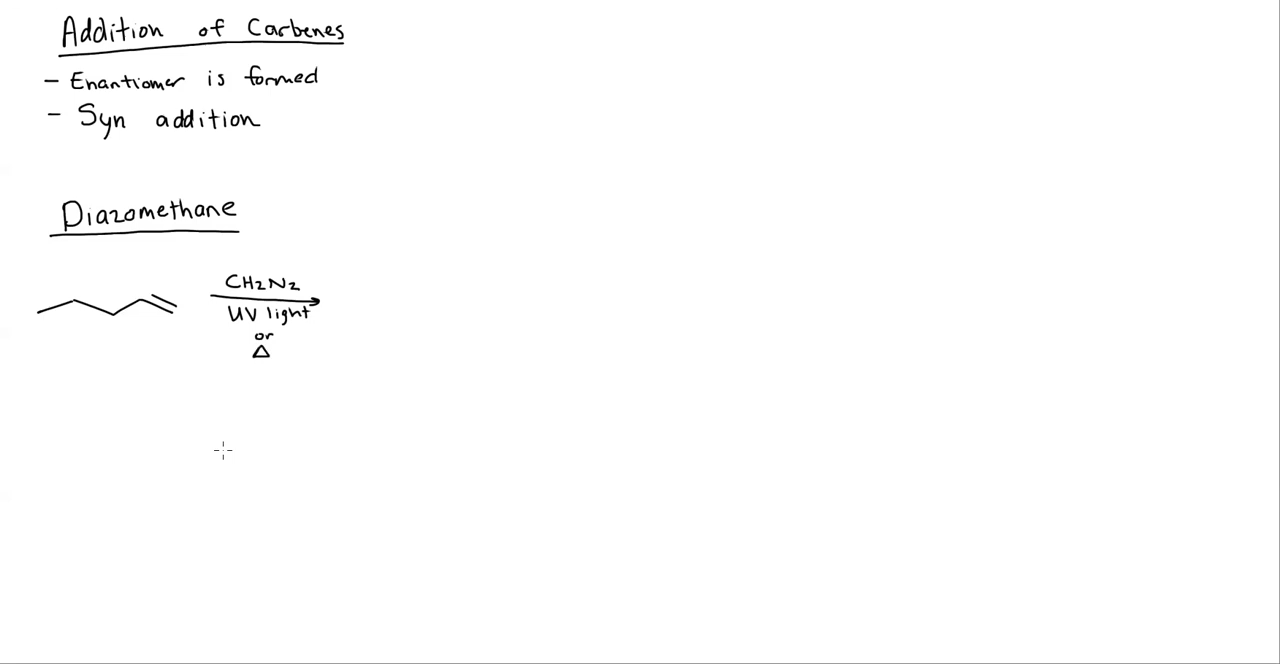 Addition of Carbenes
- Enantiomer is formed
- Syn addition
Diazomethane
CH2N2
UV light
or
Δ